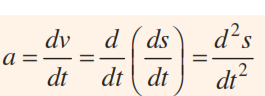 a = dv/dt = d/dt (ds/dt) = d²s/dt²